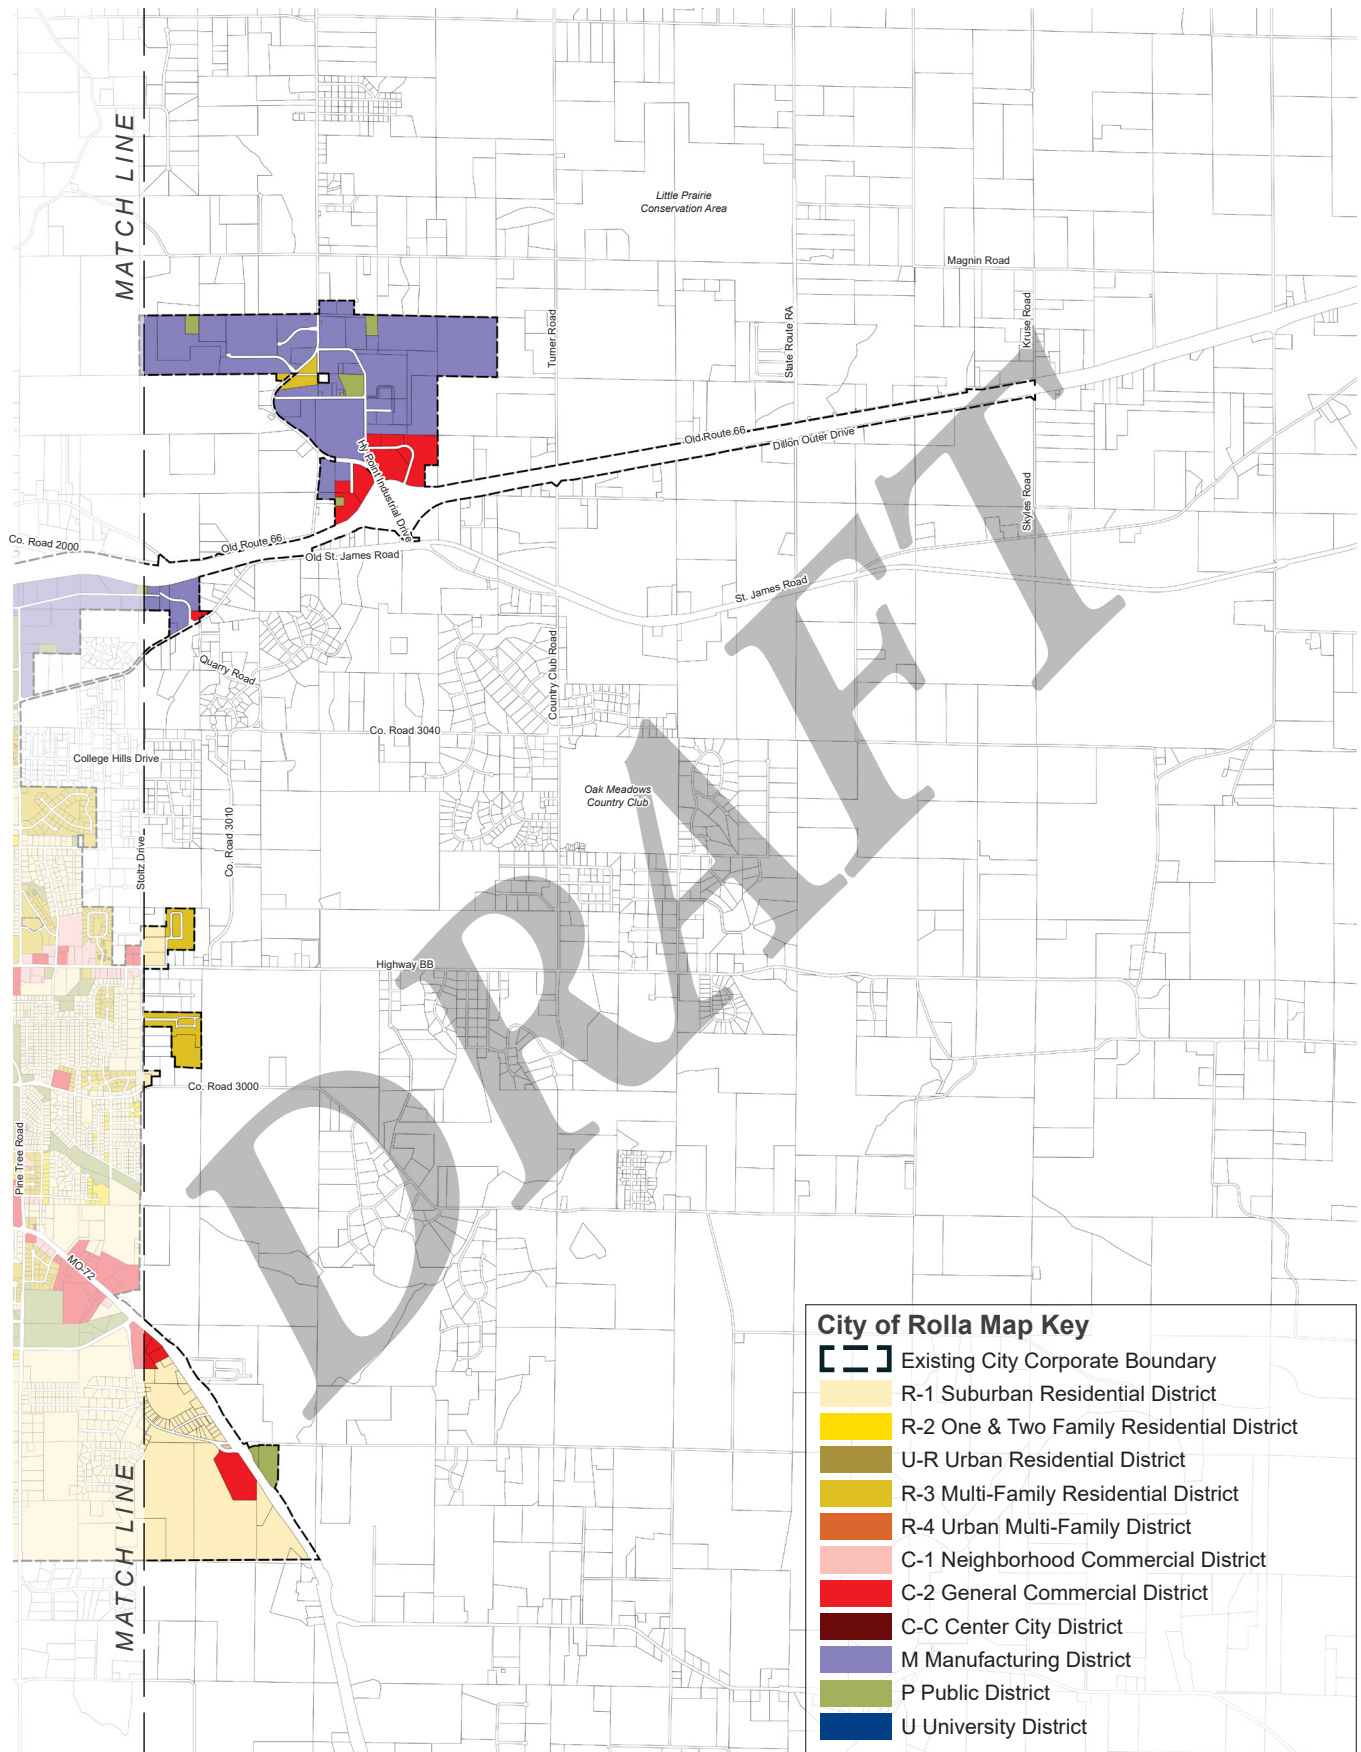 MATCH LINE
Little Prairie
Conservation Area
Magnin Road
Turner Road
State Route RA
Kruse Road
Old Route 66
Dillon Outer Drive
Hy Point Industrial Drive
Skyles Road
Co. Road 2000
Old Route 66
Old St. James Road
St. James Road
Quarry Road
Country Club Road
Co. Road 3040
College Hills Drive
Oak Meadows
Country Club
Co. Road 3010
Stoltz Drive
Highway BB
Co. Road 3000
Pine Tree Road
MO-72
MATCH LINE
DRAFT
City of Rolla Map Key
Existing City Corporate Boundary
R-1 Suburban Residential District
R-2 One & Two Family Residential District
U-R Urban Residential District
R-3 Multi-Family Residential District
R-4 Urban Multi-Family District
C-1 Neighborhood Commercial District
C-2 General Commercial District
C-C Center City District
M Manufacturing District
P Public District
U University District